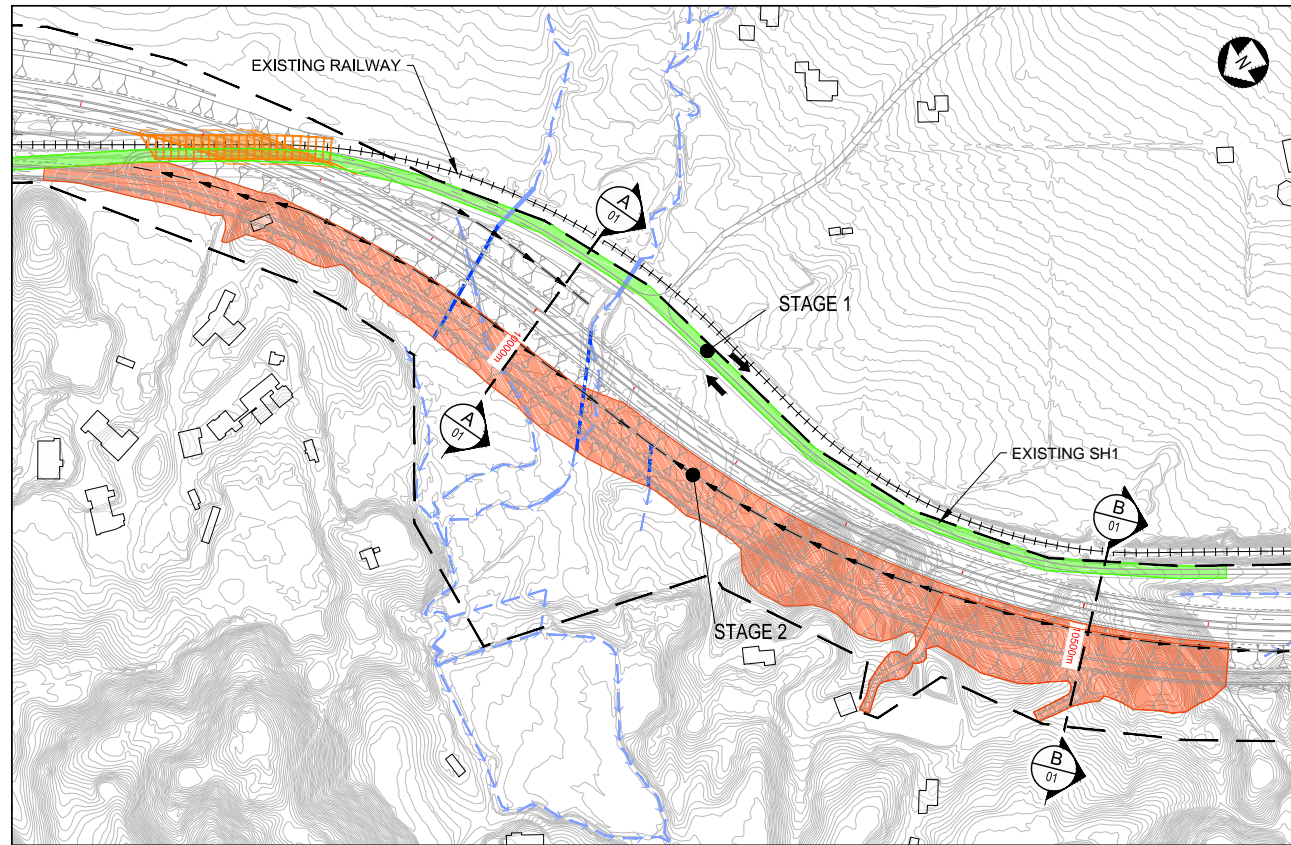 EXISTING RAILWAY
N
A
01
STAGE 1
10000m
A
01
EXISTING SH1
B
01
STAGE 2
10500m
B
01